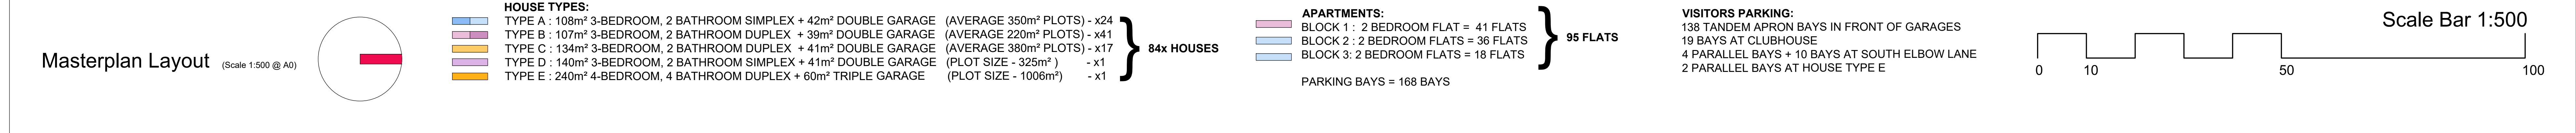 Masterplan Layout (Scale 1:500 @ A0)
HOUSE TYPES:
TYPE A : 108m² 3-BEDROOM, 2 BATHROOM SIMPLEX + 42m² DOUBLE GARAGE (AVERAGE 350m² PLOTS) - x24
TYPE B : 107m² 3-BEDROOM, 2 BATHROOM DUPLEX + 39m² DOUBLE GARAGE (AVERAGE 220m² PLOTS) - x41
TYPE C : 134m² 3-BEDROOM, 2 BATHROOM DUPLEX + 41m² DOUBLE GARAGE (AVERAGE 380m² PLOTS) - x17
TYPE D : 140m² 3-BEDROOM, 2 BATHROOM SIMPLEX + 41m² DOUBLE GARAGE (PLOT SIZE - 325m² ) - x1
TYPE E : 240m² 4-BEDROOM, 4 BATHROOM DUPLEX + 60m² TRIPLE GARAGE (PLOT SIZE - 1006m²) - x1
84x HOUSES
APARTMENTS:
BLOCK 1 : 2 BEDROOM FLAT = 41 FLATS
BLOCK 2 : 2 BEDROOM FLATS = 36 FLATS
BLOCK 3: 2 BEDROOM FLATS = 18 FLATS
PARKING BAYS = 168 BAYS
95 FLATS
VISITORS PARKING:
138 TANDEM APRON BAYS IN FRONT OF GARAGES
19 BAYS AT CLUBHOUSE
4 PARALLEL BAYS + 10 BAYS AT SOUTH ELBOW LANE
2 PARALLEL BAYS AT HOUSE TYPE E
Scale Bar 1:500
0 10 50 100